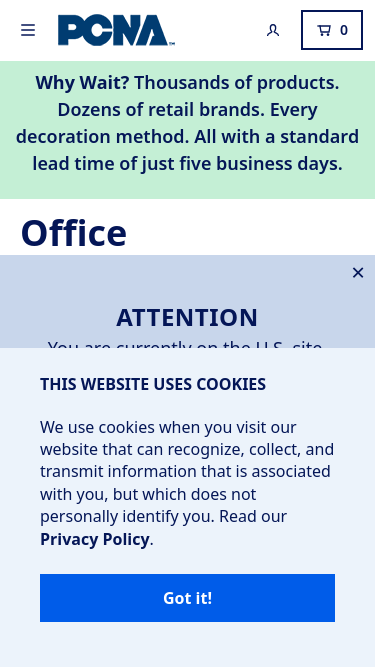 PCNA
0
Why Wait? Thousands of products.
Dozens of retail brands. Every
decoration method. All with a standard
lead time of just five business days.
Office
ATTENTION
You are currently on the U.S. site.
THIS WEBSITE USES COOKIES
We use cookies when you visit our
website that can recognize, collect, and
transmit information that is associated
with you, but which does not
personally identify you. Read our
Privacy Policy.
Got it!